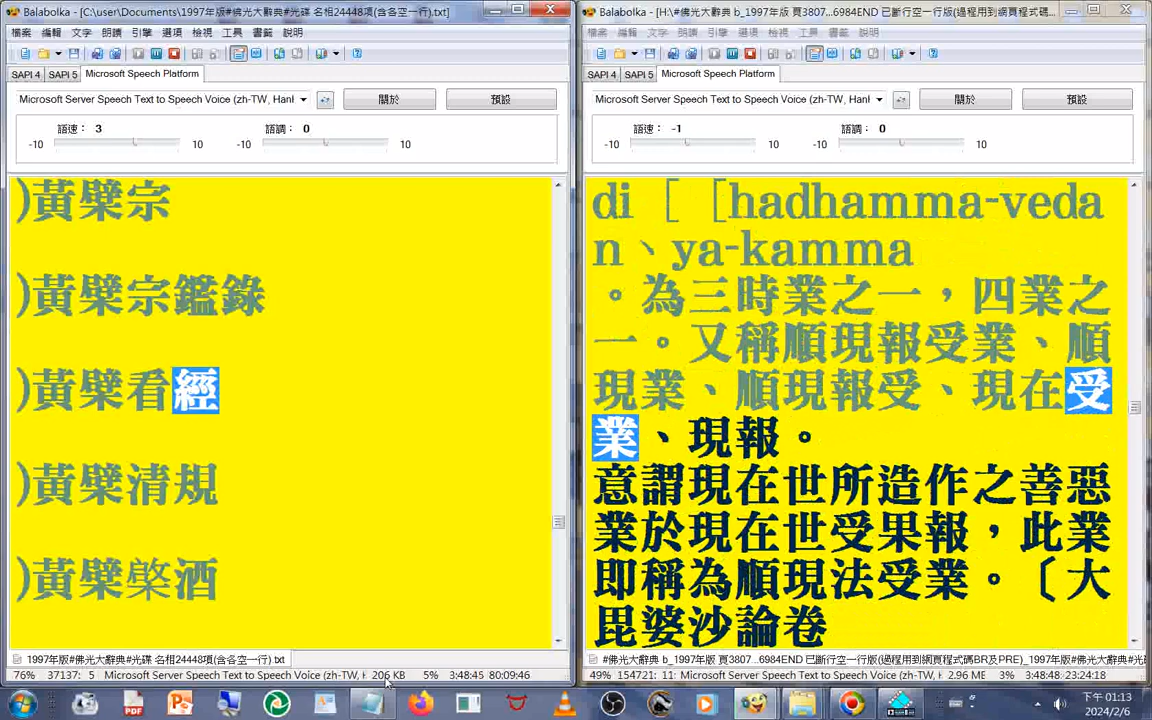 Balabolka - [C:\user\Documents\1997年版#佛光大辭典#光碟 名相24448項(含各空一行).txt]
檔案 編輯 文字 朗讀 引擎 選項 檢視 工具 書籤 說明
SAPI 4 SAPI 5 Microsoft Speech Platform
Microsoft Server Speech Text to Speech Voice (zh-TW, Hanl
關於
預設
語速： 3
語調： 0
-10 10 -10 10
)黃檗宗
)黃檗宗鑑錄
)黃檗看經
)黃檗清規
)黃檗噇酒
1997年版#佛光大辭典#光碟 名相24448項(含各空一行).txt
76% 37137: 5 Microsoft Server Speech Text to Speech Voice (zh-TW, H 206 KB 5% 3:48:45 80:09:46
Balabolka - [H:\#佛光大辭典 b_1997年版 頁3807...6984END 已斷行空一行版(過程用到網頁程式碼...
檔案 編輯 文字 朗讀 引擎 選項 檢視 工具 書籤 說明
SAPI 4 SAPI 5 Microsoft Speech Platform
Microsoft Server Speech Text to Speech Voice (zh-TW, Hanl
關於
預設
語速： -1
語調： 0
-10 10 -10 10
di［［hadhamma-veda
n、ya-kamma
。為三時業之一，四業之
一。又稱順現報受業、順
現業、順現報受、現在受
業、現報。
意謂現在世所造作之善惡
業於現在世受果報，此業
即稱為順現法受業。〔大
毘婆沙論卷
#佛光大辭典 b_1997年版 頁3807...6984END 已斷行空一行版(過程用到網頁程式碼BR及PRE)_1997年版#佛光
49% 154721: 11: Microsoft Server Speech Text to Speech Voice (zh-TW, H 2.96 MB 3% 3:48:48 23:24:18
下午 01:13
2024/2/6